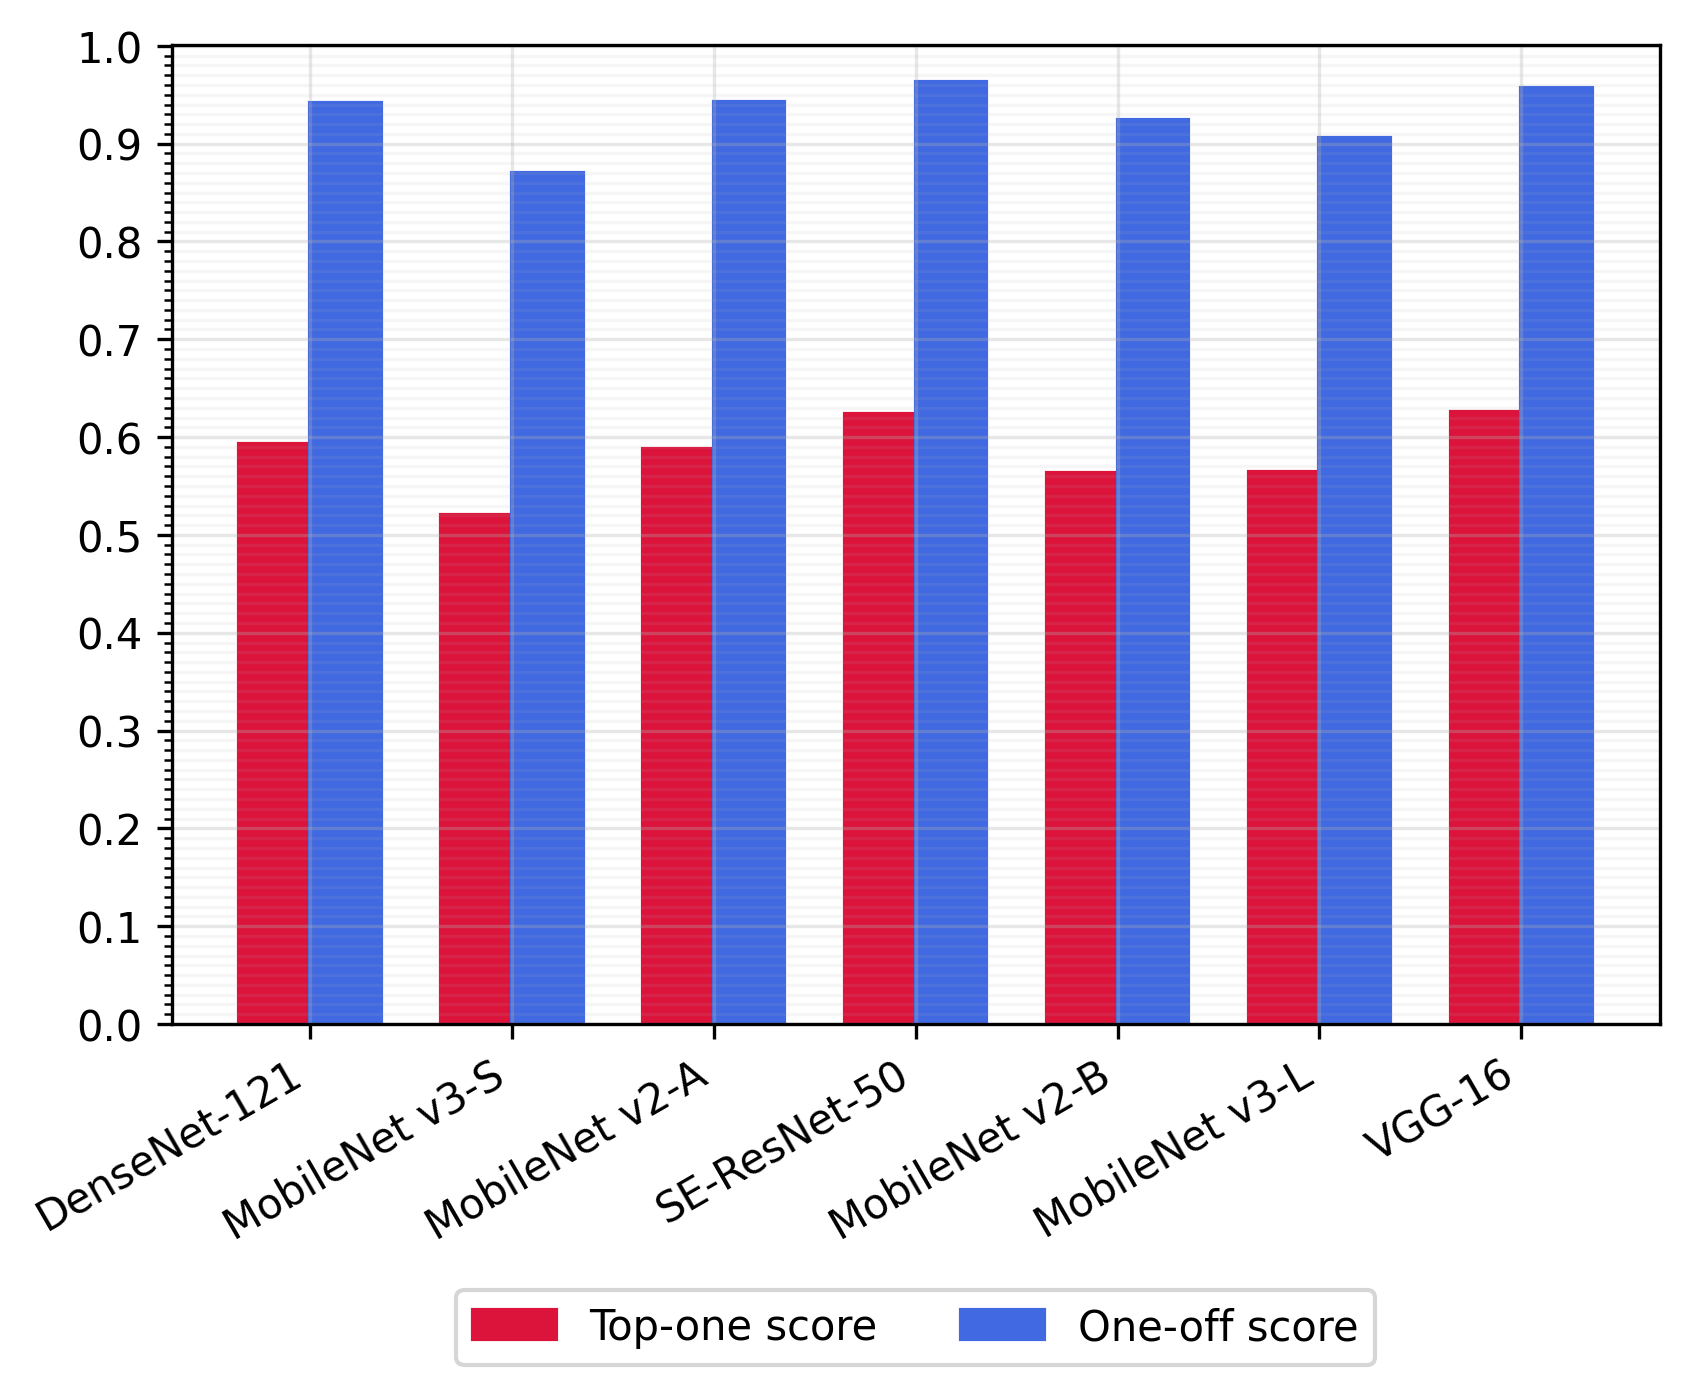 1.0
0.9
0.8
0.7
0.6
0.5
0.4
0.3
0.2
0.1
0.0
DenseNet-121
MobileNet v3-S
MobileNet v2-A
SE-ResNet-50
MobileNet v2-B
MobileNet v3-L
VGG-16
Top-one score
One-off score